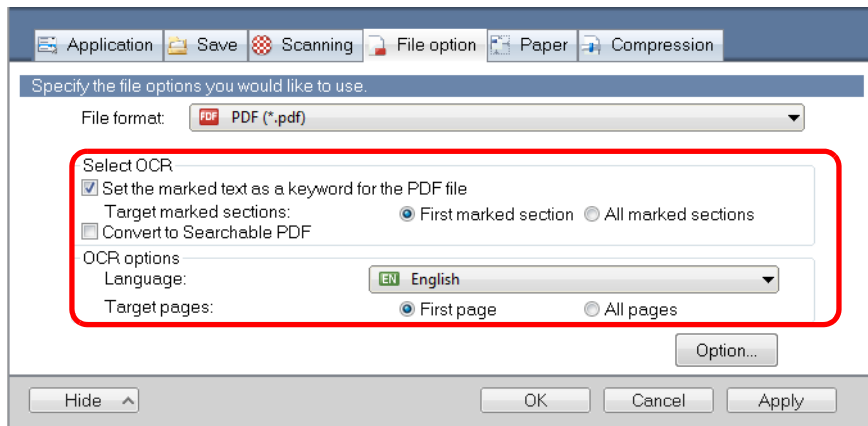 Application Save Scanning File option Paper Compression
Specify the file options you would like to use.
File format: PDF PDF (*.pdf)
Select OCR
Set the marked text as a keyword for the PDF file
Target marked sections: First marked section All marked sections
Convert to Searchable PDF
OCR options
Language: EN English
Target pages: First page All pages
Option...
Hide OK Cancel Apply